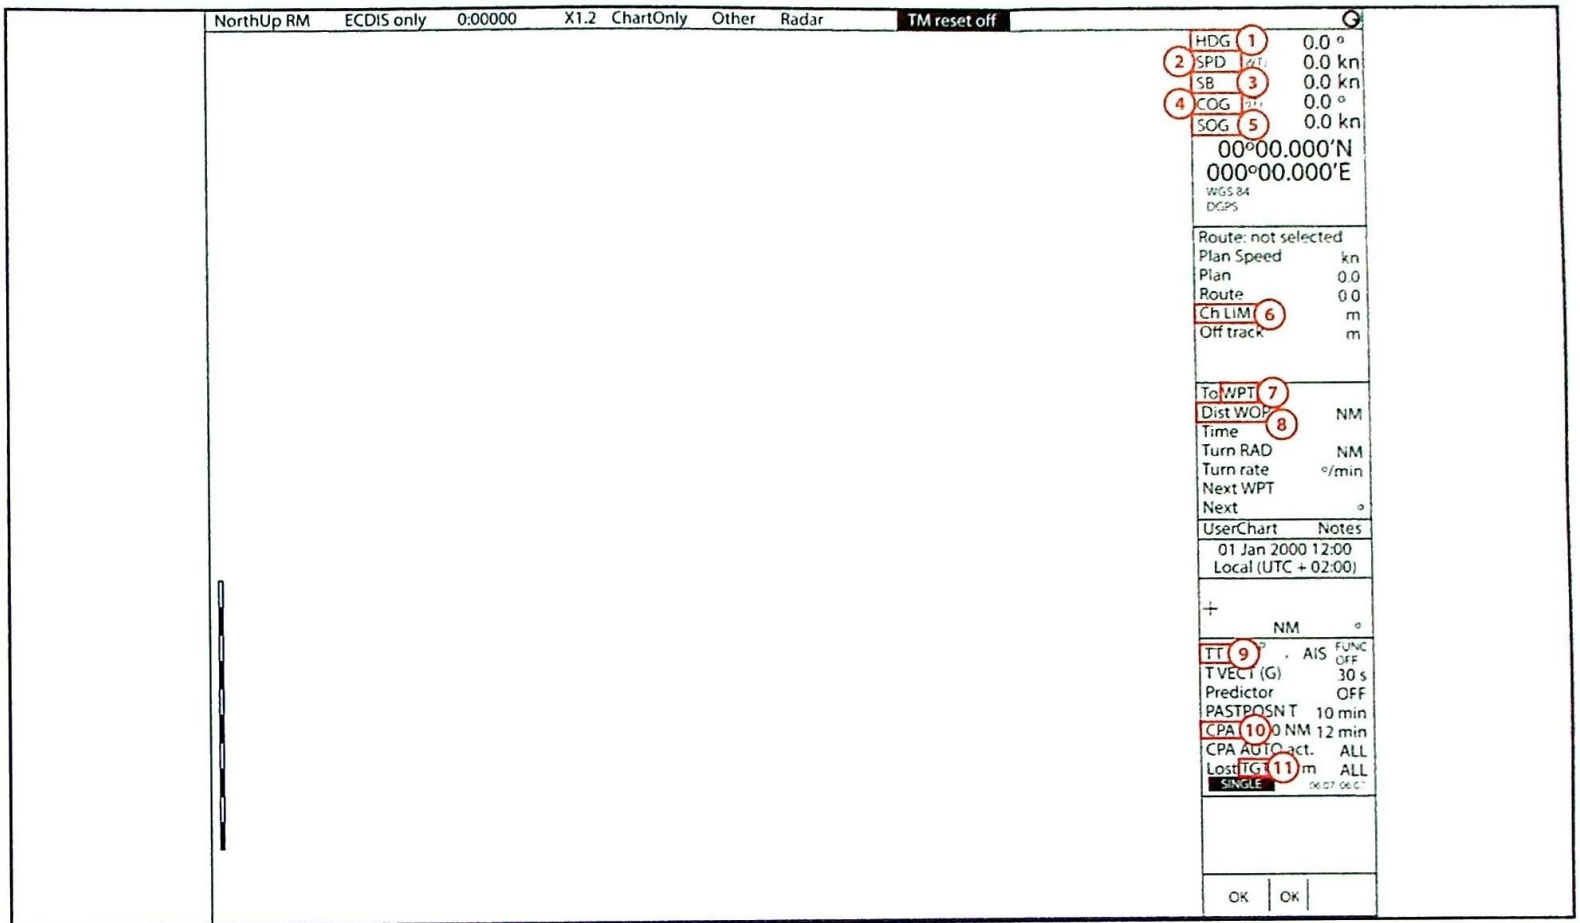 NorthUp RM ECDIS only 0:00000 X1.2 ChartOnly Other Radar TM reset off
HDG 1 0.0 °
2 SPD (WT) 0.0 kn
SB 3 0.0 kn
4 COG 0.0 °
SOG 5 0.0 kn
00°00.000'N
000°00.000'E
WGS 84
DGPS
Route: not selected
Plan Speed kn
Plan 0.0
Route 0 0
Ch LIM 6 m
Off track m
To WPT 7
Dist WOP 8 NM
Time
Turn RAD NM
Turn rate °/min
Next WPT
Next °
UserChart Notes
01 Jan 2000 12:00
Local (UTC + 02:00)
+
NM °
TT 9 AIS FUNC OFF
T VECT (G) 30 s
Predictor OFF
PASTPOSN T 10 min
CPA 10 0 NM 12 min
CPA AUTO act. ALL
Lost TGT 11 m ALL
SINGLE 06.07 06.07
OK OK